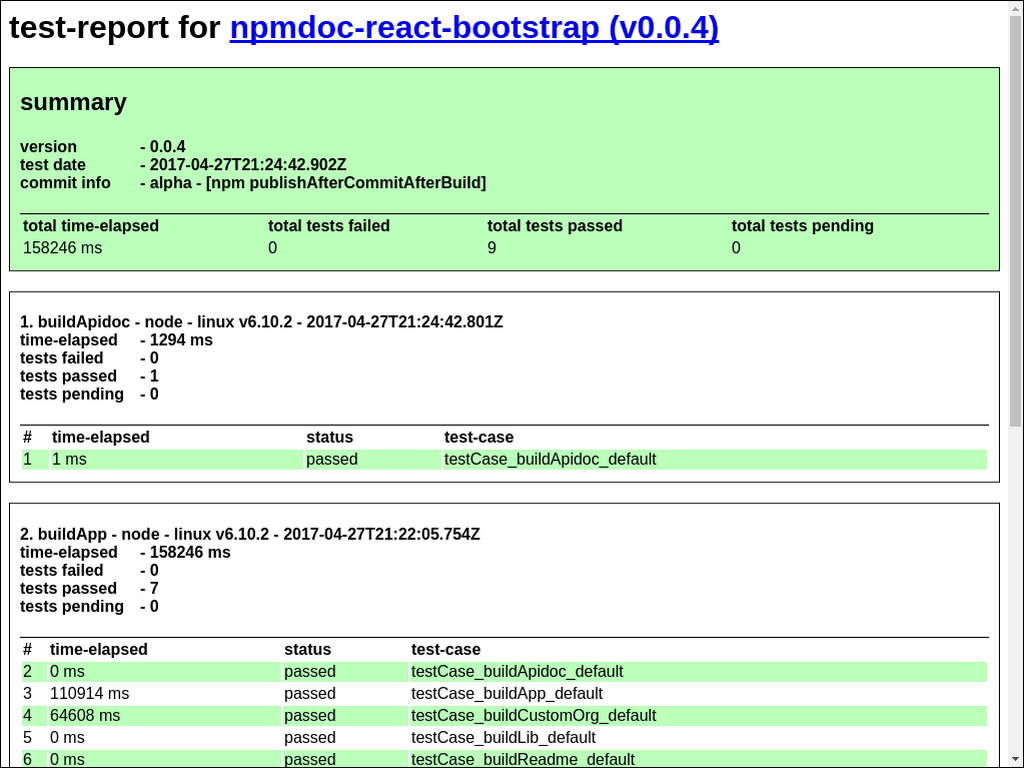 test-report for npmdoc-react-bootstrap (v0.0.4)
summary
version - 0.0.4
test date - 2017-04-27T21:24:42.902Z
commit info - alpha - [npm publishAfterCommitAfterBuild]
total time-elapsed total tests failed total tests passed total tests pending
158246 ms 0 9 0
1. buildApidoc - node - linux v6.10.2 - 2017-04-27T21:24:42.801Z
time-elapsed - 1294 ms
tests failed - 0
tests passed - 1
tests pending - 0
# time-elapsed status test-case
1 1 ms passed testCase_buildApidoc_default
2. buildApp - node - linux v6.10.2 - 2017-04-27T21:22:05.754Z
time-elapsed - 158246 ms
tests failed - 0
tests passed - 7
tests pending - 0
# time-elapsed status test-case
2 0 ms passed testCase_buildApidoc_default
3 110914 ms passed testCase_buildApp_default
4 64608 ms passed testCase_buildCustomOrg_default
5 0 ms passed testCase_buildLib_default
6 0 ms passed testCase_buildReadme_default